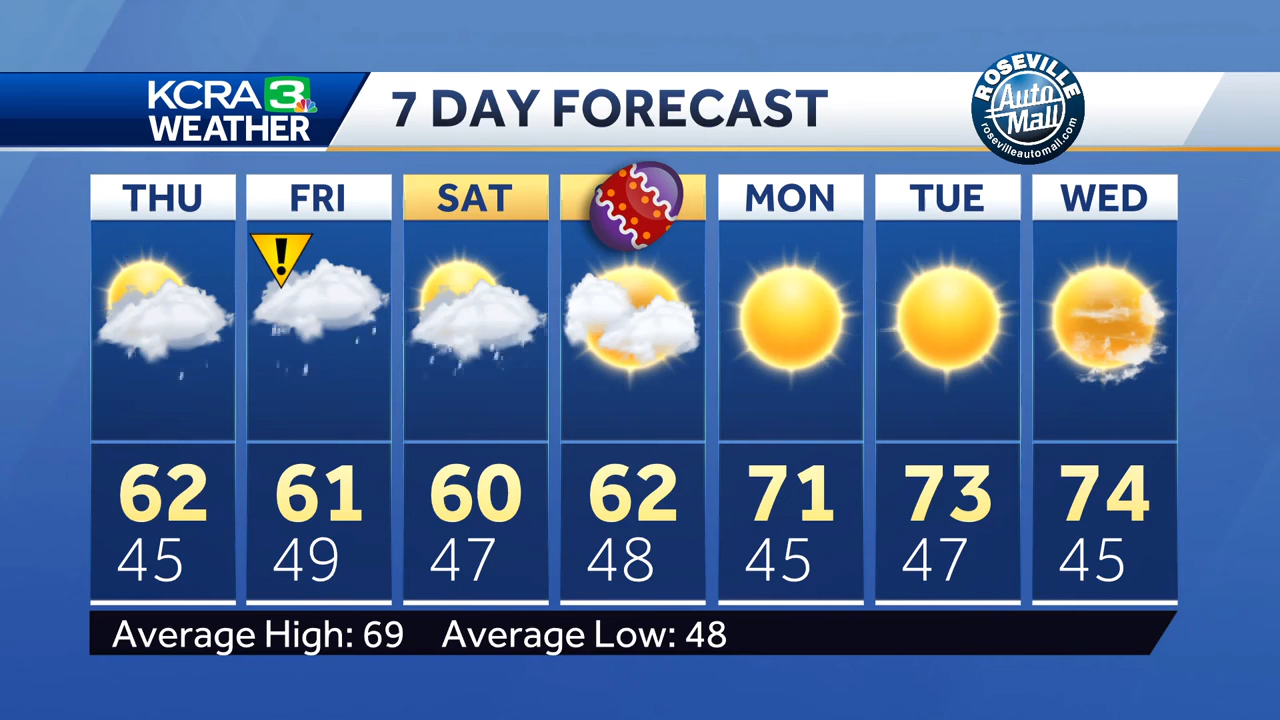 KCRA 3
WEATHER
7 DAY FORECAST
ROSEVILLE
Auto
Mall
rosevilleautomall.com
THU FRI SAT MON TUE WED
!
62 61 60 62 71 73 74
45 49 47 48 45 47 45
Average High: 69 Average Low: 48